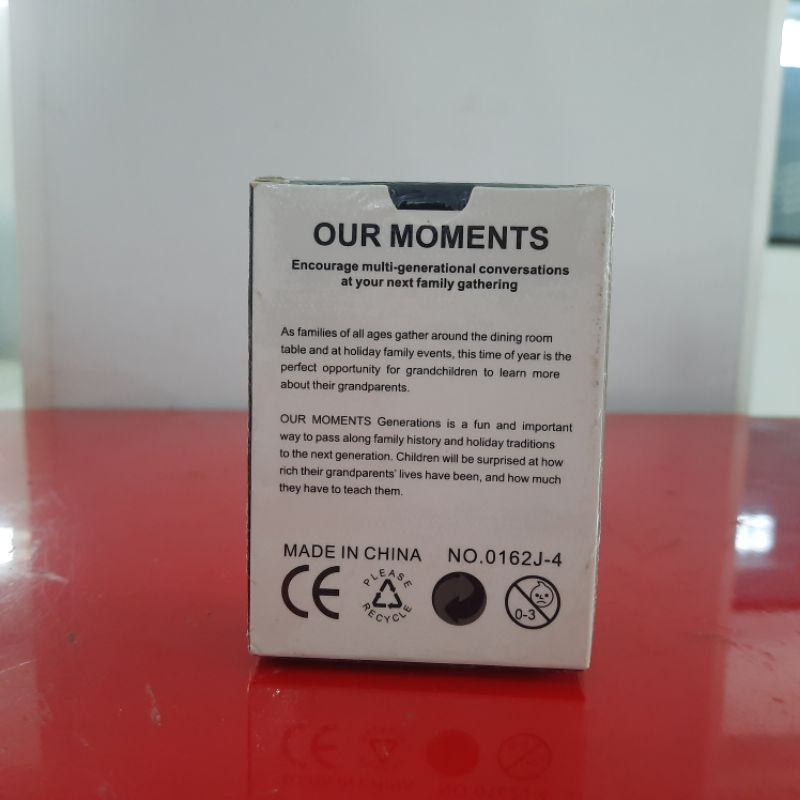 OUR MOMENTS
Encourage multi-generational conversations
at your next family gathering
As families of all ages gather around the dining room
table and at holiday family events, this time of year is the
perfect opportunity for grandchildren to learn more
about their grandparents.
OUR MOMENTS Generations is a fun and important
way to pass along family history and holiday traditions
to the next generation. Children will be surprised at how
rich their grandparents' lives have been, and how much
they have to teach them.
MADE IN CHINA NO.0162J-4
CE
PLEASE
RECYCLE
0-3